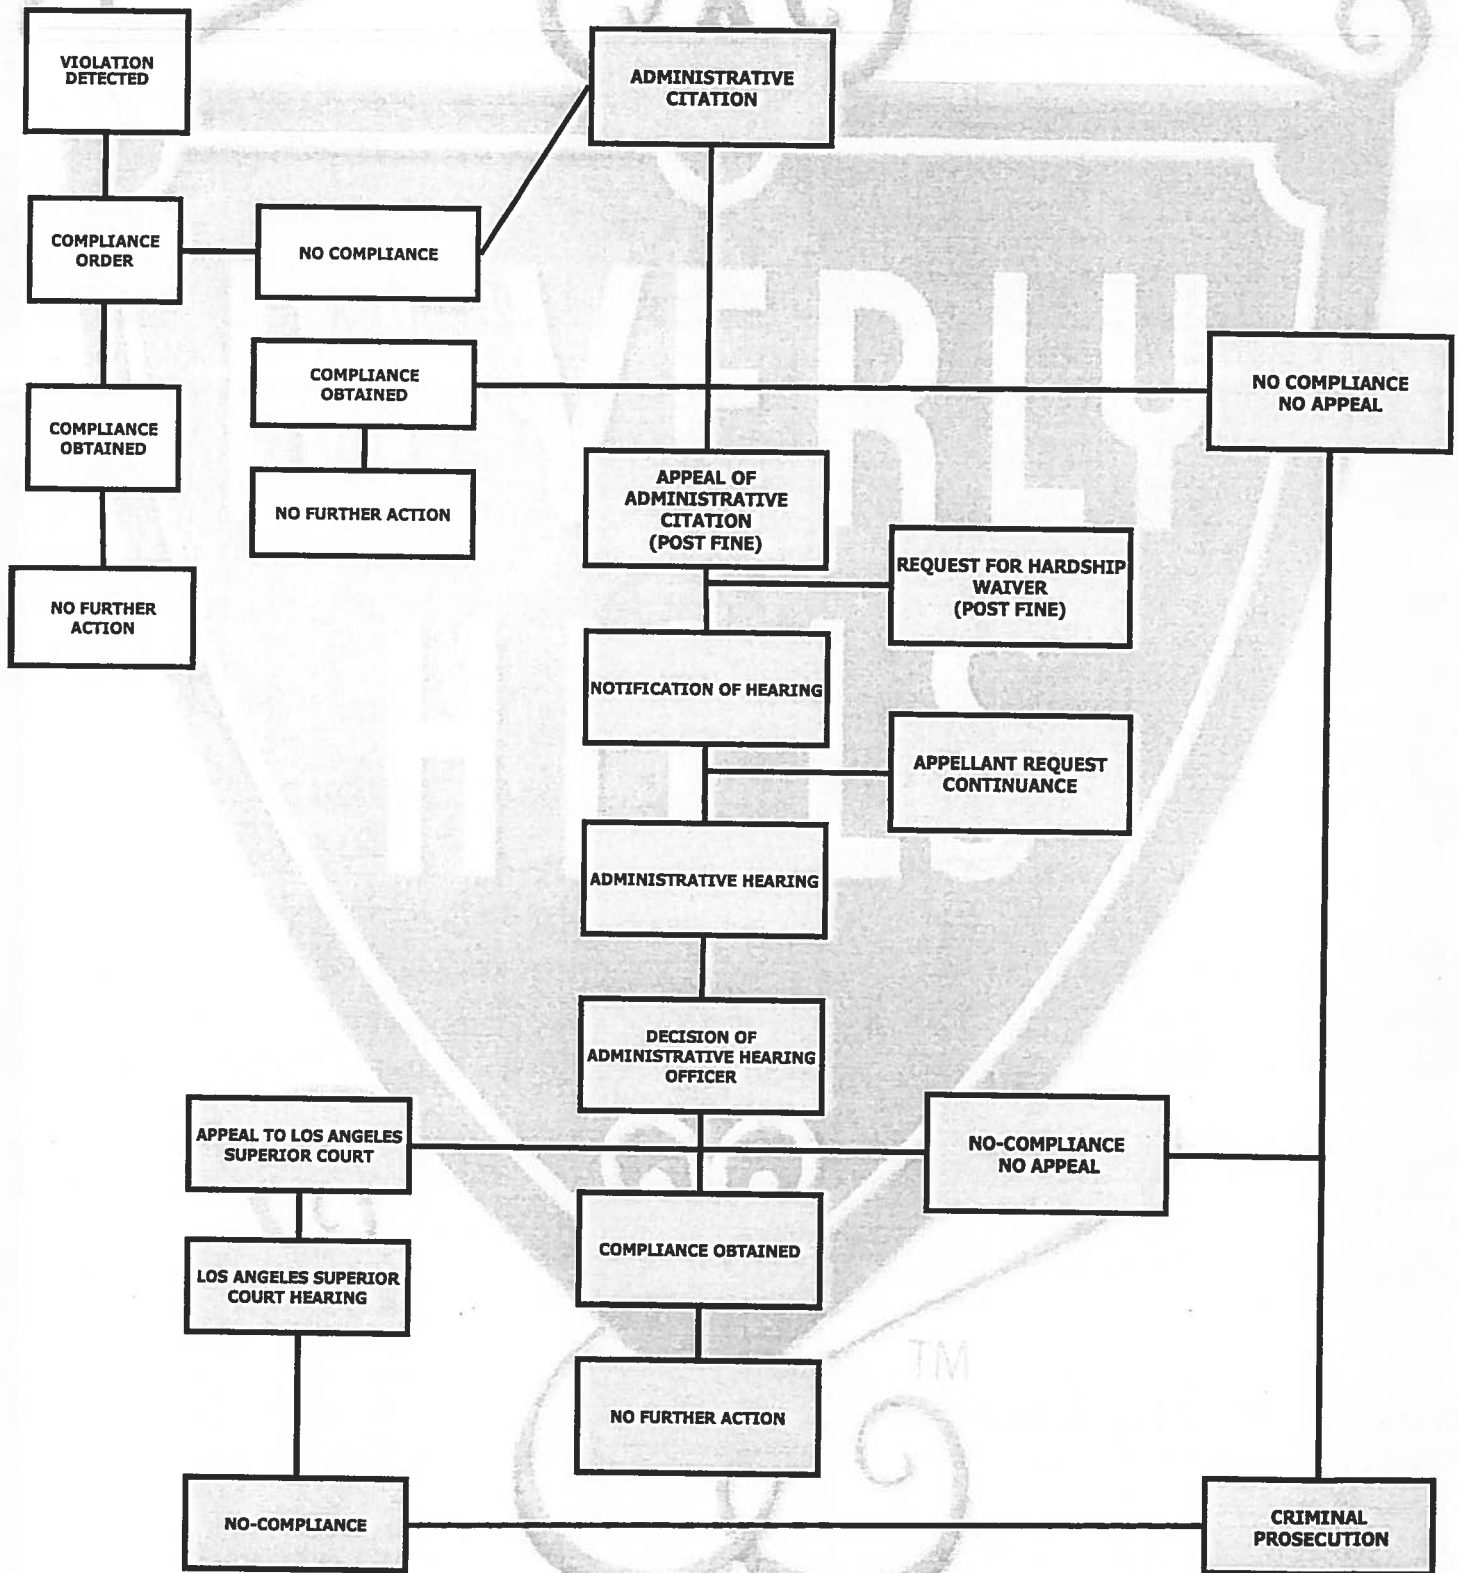 VIOLATION
DETECTED
ADMINISTRATIVE
CITATION
COMPLIANCE
ORDER
NO COMPLIANCE
COMPLIANCE
OBTAINED
NO COMPLIANCE
NO APPEAL
COMPLIANCE
OBTAINED
NO FURTHER ACTION
APPEAL OF
ADMINISTRATIVE
CITATION
(POST FINE)
REQUEST FOR HARDSHIP
WAIVER
(POST FINE)
NO FURTHER
ACTION
NOTIFICATION OF HEARING
APPELLANT REQUEST
CONTINUANCE
ADMINISTRATIVE HEARING
DECISION OF
ADMINISTRATIVE HEARING
OFFICER
APPEAL TO LOS ANGELES
SUPERIOR COURT
NO-COMPLIANCE
NO APPEAL
COMPLIANCE OBTAINED
LOS ANGELES SUPERIOR
COURT HEARING
NO FURTHER ACTION
NO-COMPLIANCE
CRIMINAL
PROSECUTION
TM